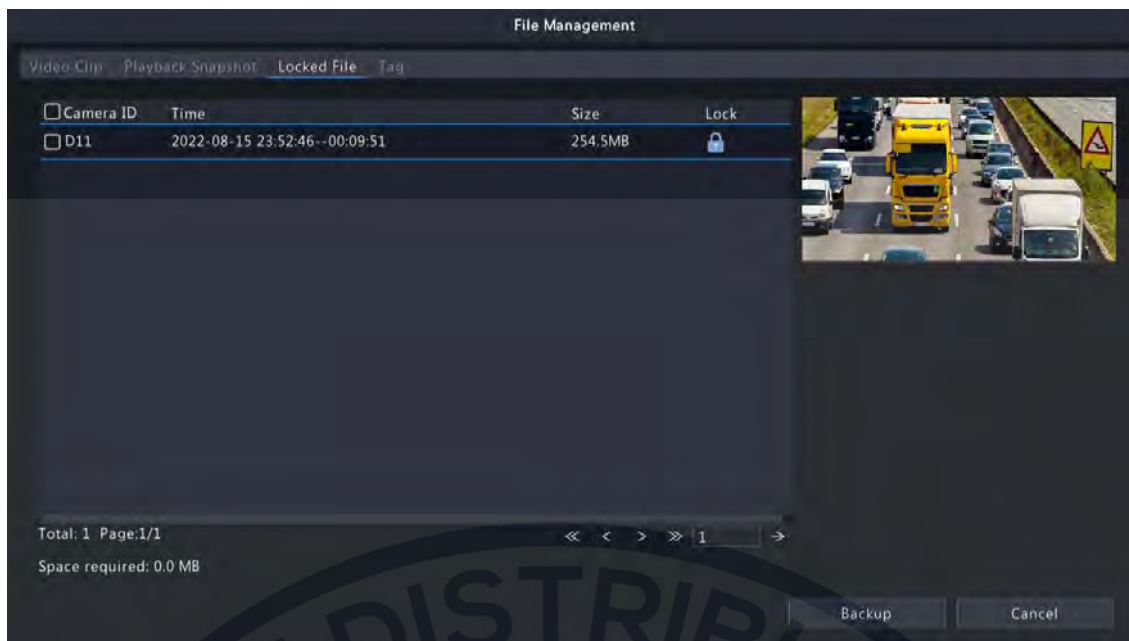 File Management
Video Clip Playback Snapshot Locked File Tag
Camera ID Time Size Lock
D11 2022-08-15 23:52:46--00:09:51 254.5MB
Total: 1 Page:1/1
≪ < > ≫ 1 →
Space required: 0.0 MB
DISTRIB
Backup Cancel